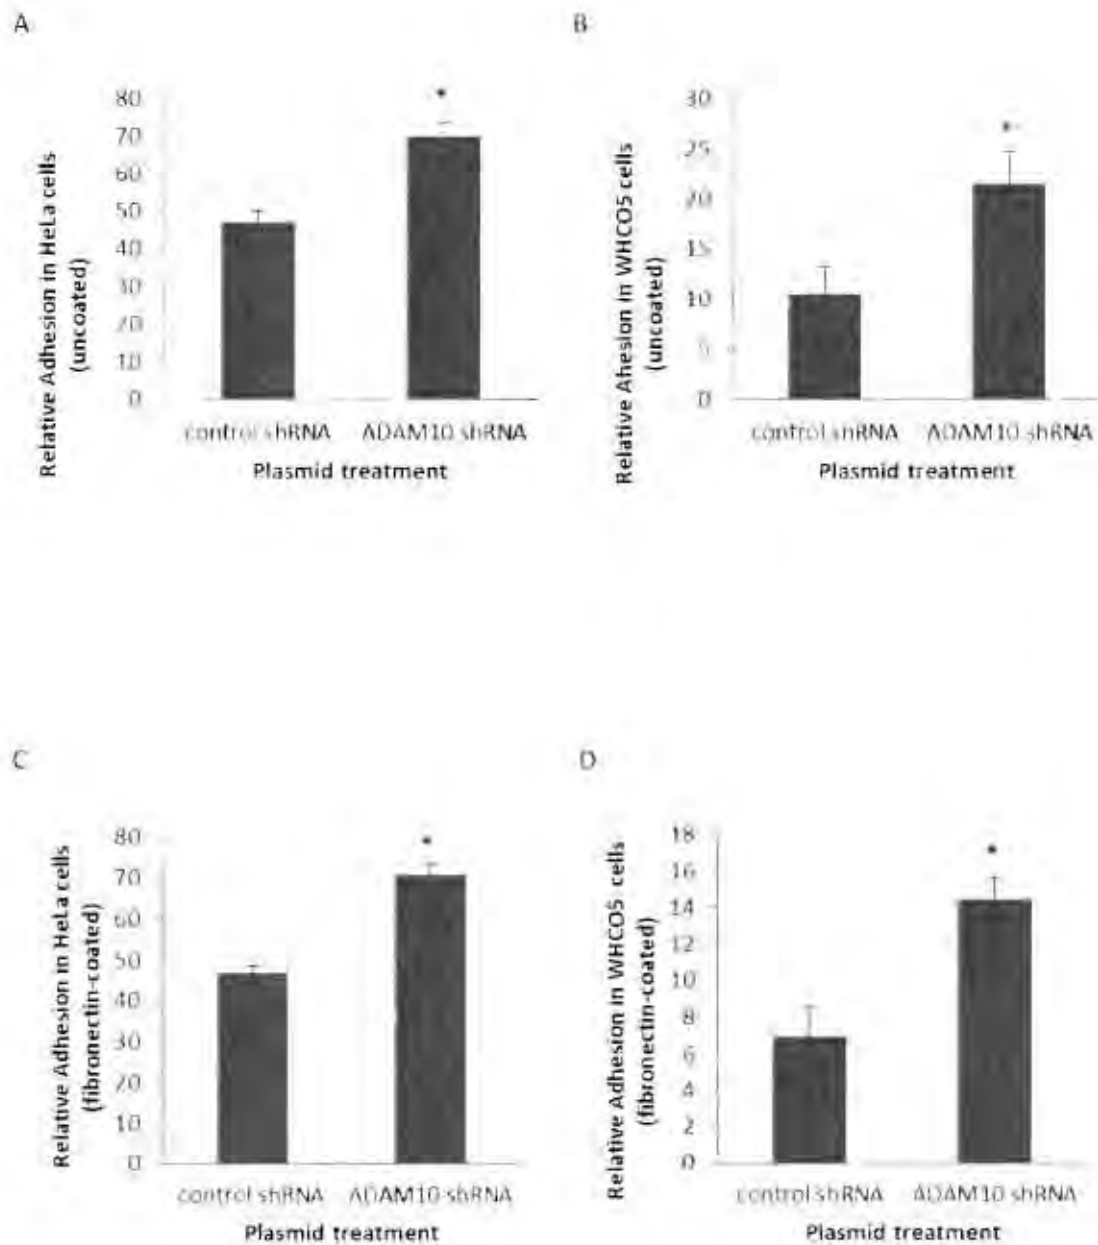 A
Relative Adhesion in HeLa cells
(uncoated)
80
70
60
50
40
30
20
10
0
*
control shRNA ADAM10 shRNA
Plasmid treatment
B
Relative Ahesion in WHCO5 cells
(uncoated)
30
25
20
15
10
5
0
*
control shRNA ADAM10 shRNA
Plasmid treatment
C
Relative Adhesion in HeLa cells
(fibronectin-coated)
80
70
60
50
40
30
20
10
0
*
control shRNA ADAM10 shRNA
Plasmid treatment
D
Relative Adhesion in WHCO5 cells
(fibronectin-coated)
18
16
14
12
10
8
6
4
2
0
*
control shRNA ADAM10 shRNA
Plasmid treatment